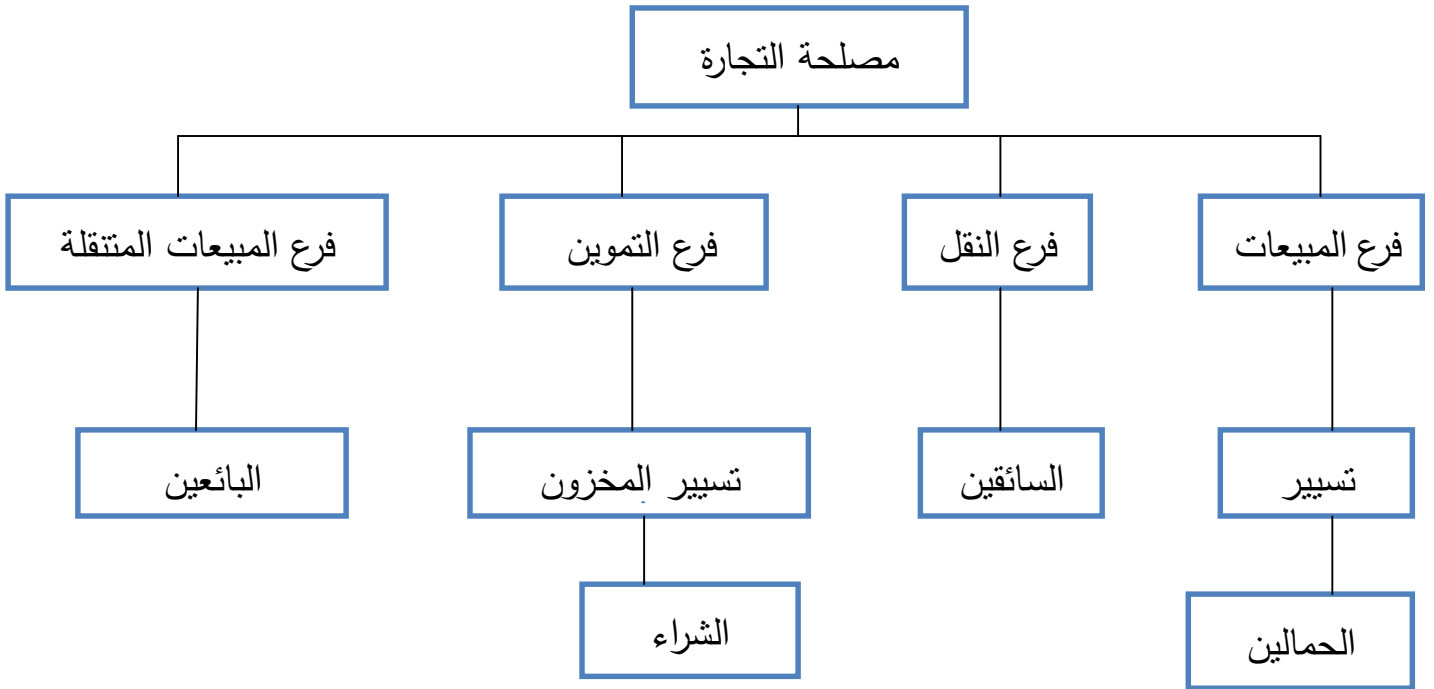 مصلحة التجارة
فرع المبيعات
فرع النقل
فرع التموين
فرع المبيعات المتنقلة
تسيير
السائقين
تسيير المخزون
البائعين
الحمالين
الشراء